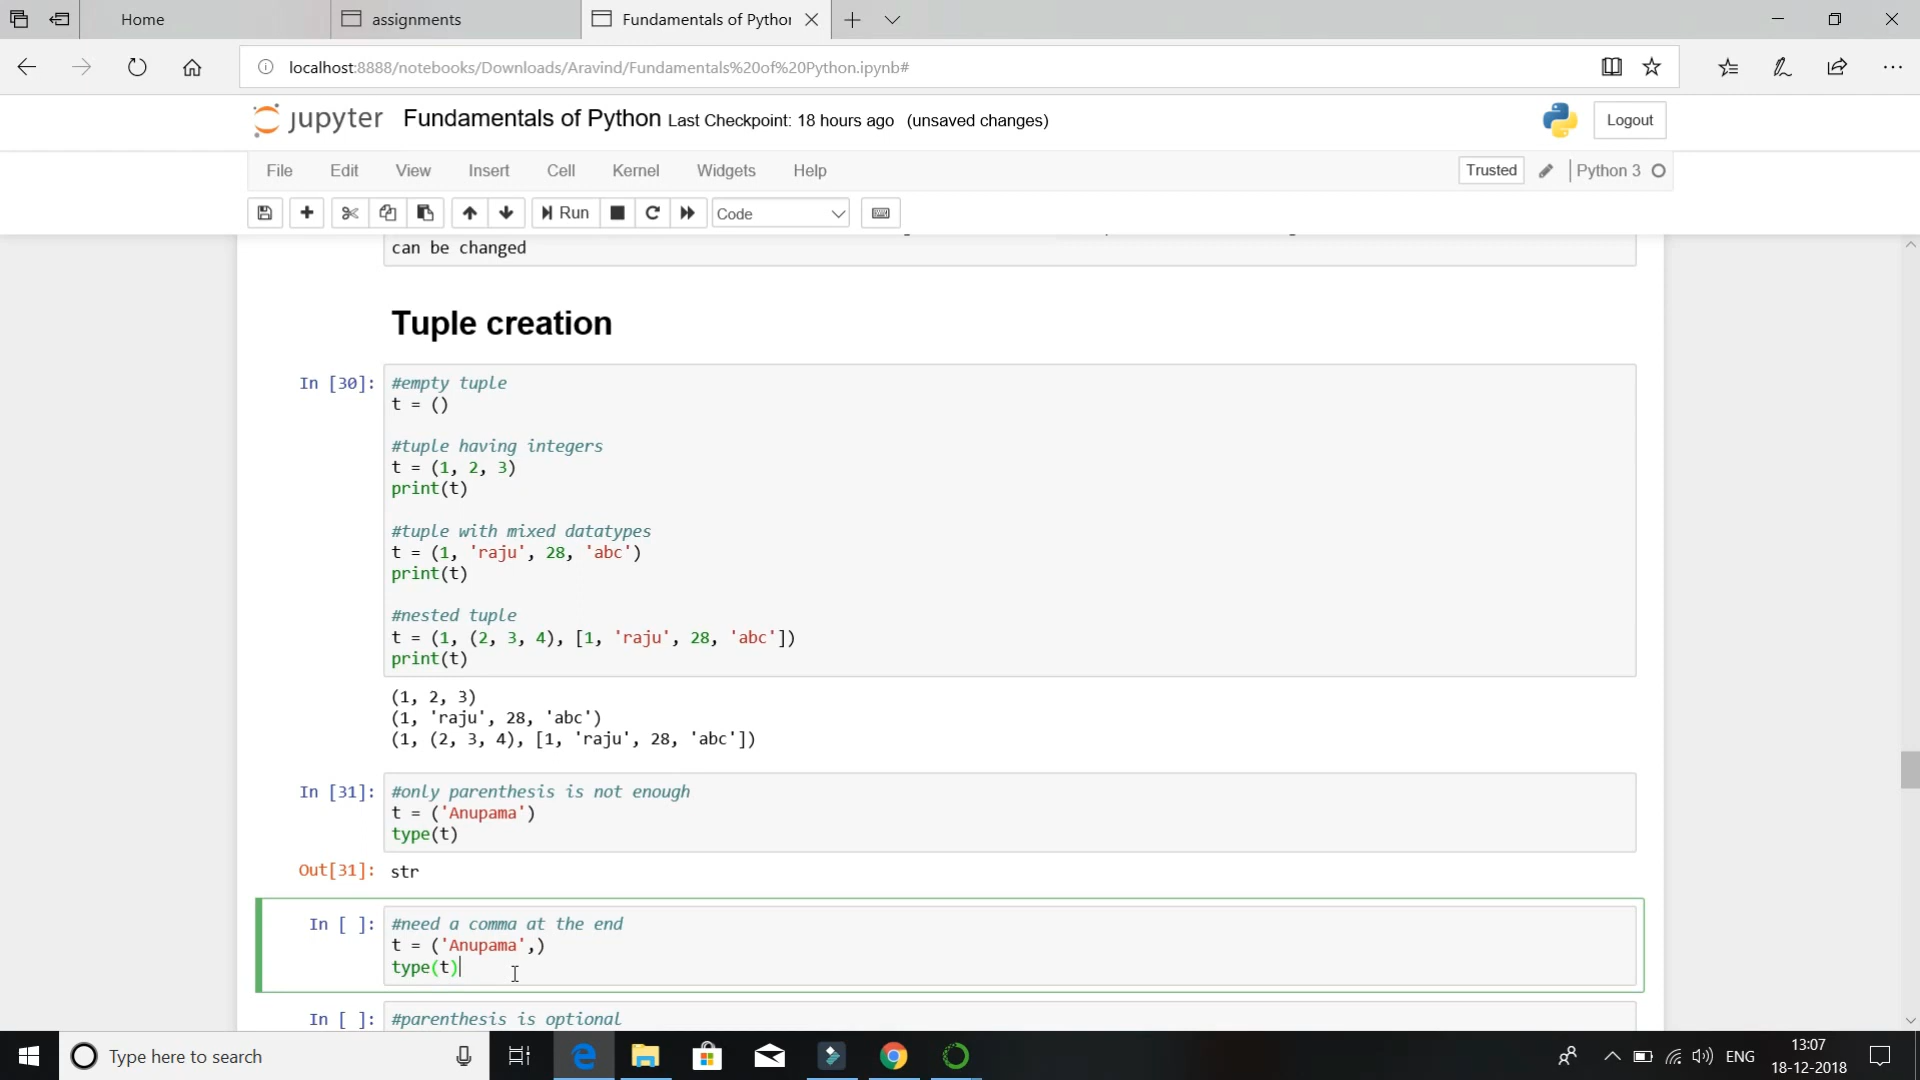 Home
assignments
Fundamentals of Pythor
localhost:8888/notebooks/Downloads/Aravind/Fundamentals%20of%20Python.ipynb#
jupyter Fundamentals of Python Last Checkpoint: 18 hours ago (unsaved changes)
Logout
File Edit View Insert Cell Kernel Widgets Help
Trusted
Python 3
Run
Code
can be changed
Tuple creation
In [30]: #empty tuple
t = ()
#tuple having integers
t = (1, 2, 3)
print(t)
#tuple with mixed datatypes
t = (1, 'raju', 28, 'abc')
print(t)
#nested tuple
t = (1, (2, 3, 4), [1, 'raju', 28, 'abc'])
print(t)
(1, 2, 3)
(1, 'raju', 28, 'abc')
(1, (2, 3, 4), [1, 'raju', 28, 'abc'])
In [31]: #only parenthesis is not enough
t = ('Anupama')
type(t)
Out[31]: str
In [ ]: #need a comma at the end
t = ('Anupama',)
type(t)
In [ ]: #parenthesis is optional
Type here to search
ENG
13:07
18-12-2018